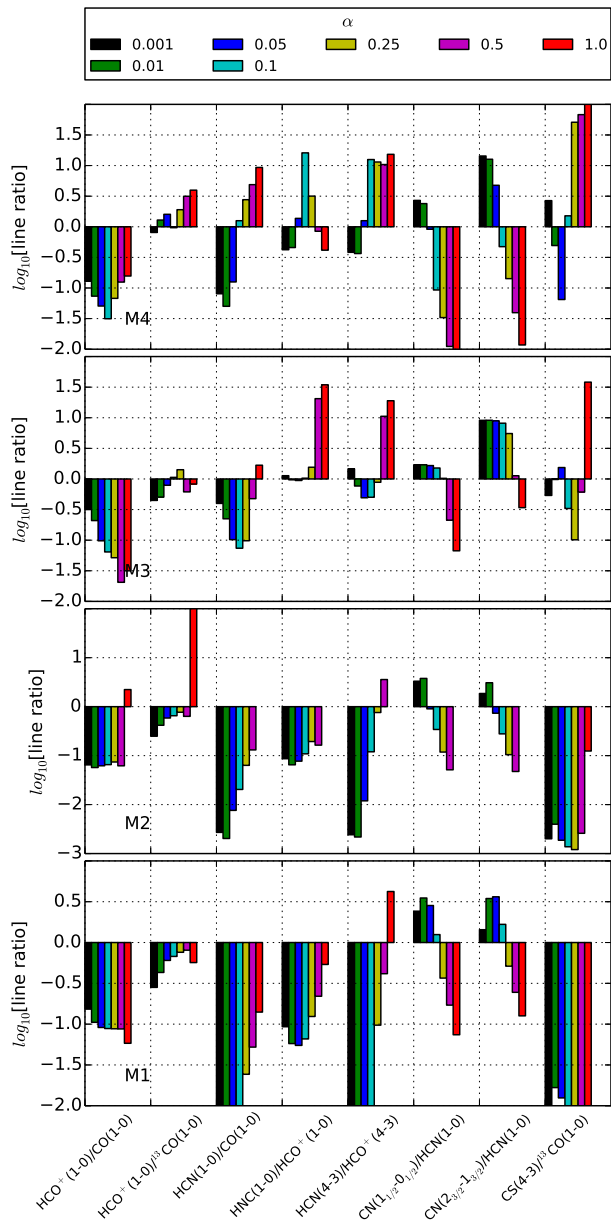 α
0.001 0.05 0.25 0.5 1.0
0.01 0.1
1.5
1.0
0.5
0.0
−0.5
−1.0
−1.5
−2.0
log₁₀[line ratio]
M4
1.5
1.0
0.5
0.0
−0.5
−1.0
−1.5
−2.0
log₁₀[line ratio]
M3
1
0
−1
−2
−3
log₁₀[line ratio]
M2
0.5
0.0
−0.5
−1.0
−1.5
−2.0
log₁₀[line ratio]
M1
HCO⁺(1-0)/CO(1-0)
HCO⁺(1-0)/¹³CO(1-0)
HCN(1-0)/CO(1-0)
HNC(1-0)/HCO⁺(1-0)
HCN(4-3)/HCO⁺(4-3)
CN(1₁/₂-0₁/₂)/HCN(1-0)
CN(2₃/₂-1₃/₂)/HCN(1-0)
CS(4-3)/¹³CO(1-0)